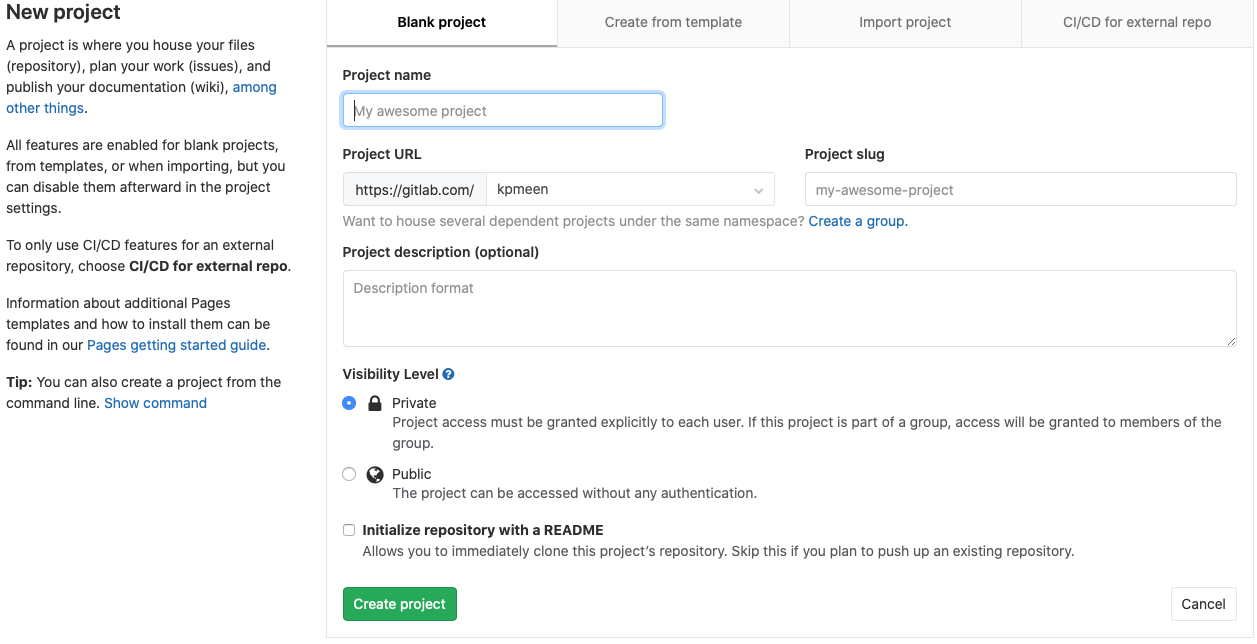 New project
A project is where you house your files
(repository), plan your work (issues), and
publish your documentation (wiki), among
other things.
All features are enabled for blank projects,
from templates, or when importing, but you
can disable them afterward in the project
settings.
To only use CI/CD features for an external
repository, choose CI/CD for external repo.
Information about additional Pages
templates and how to install them can be
found in our Pages getting started guide.
Tip: You can also create a project from the
command line. Show command
Blank project
Create from template
Import project
CI/CD for external repo
Project name
My awesome project
Project URL
https://gitlab.com/
kpmeen
Project slug
my-awesome-project
Want to house several dependent projects under the same namespace? Create a group.
Project description (optional)
Description format
Visibility Level
Private
Project access must be granted explicitly to each user. If this project is part of a group, access will be granted to members of the
group.
Public
The project can be accessed without any authentication.
Initialize repository with a README
Allows you to immediately clone this project's repository. Skip this if you plan to push up an existing repository.
Create project
Cancel